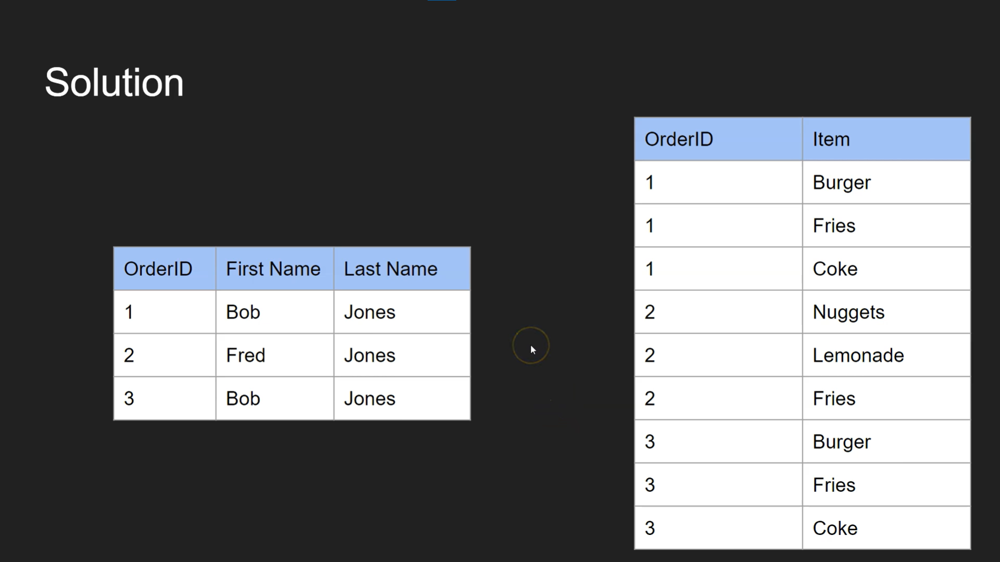 Solution
OrderID First Name Last Name
1 Bob Jones
2 Fred Jones
3 Bob Jones
OrderID Item
1 Burger
1 Fries
1 Coke
2 Nuggets
2 Lemonade
2 Fries
3 Burger
3 Fries
3 Coke